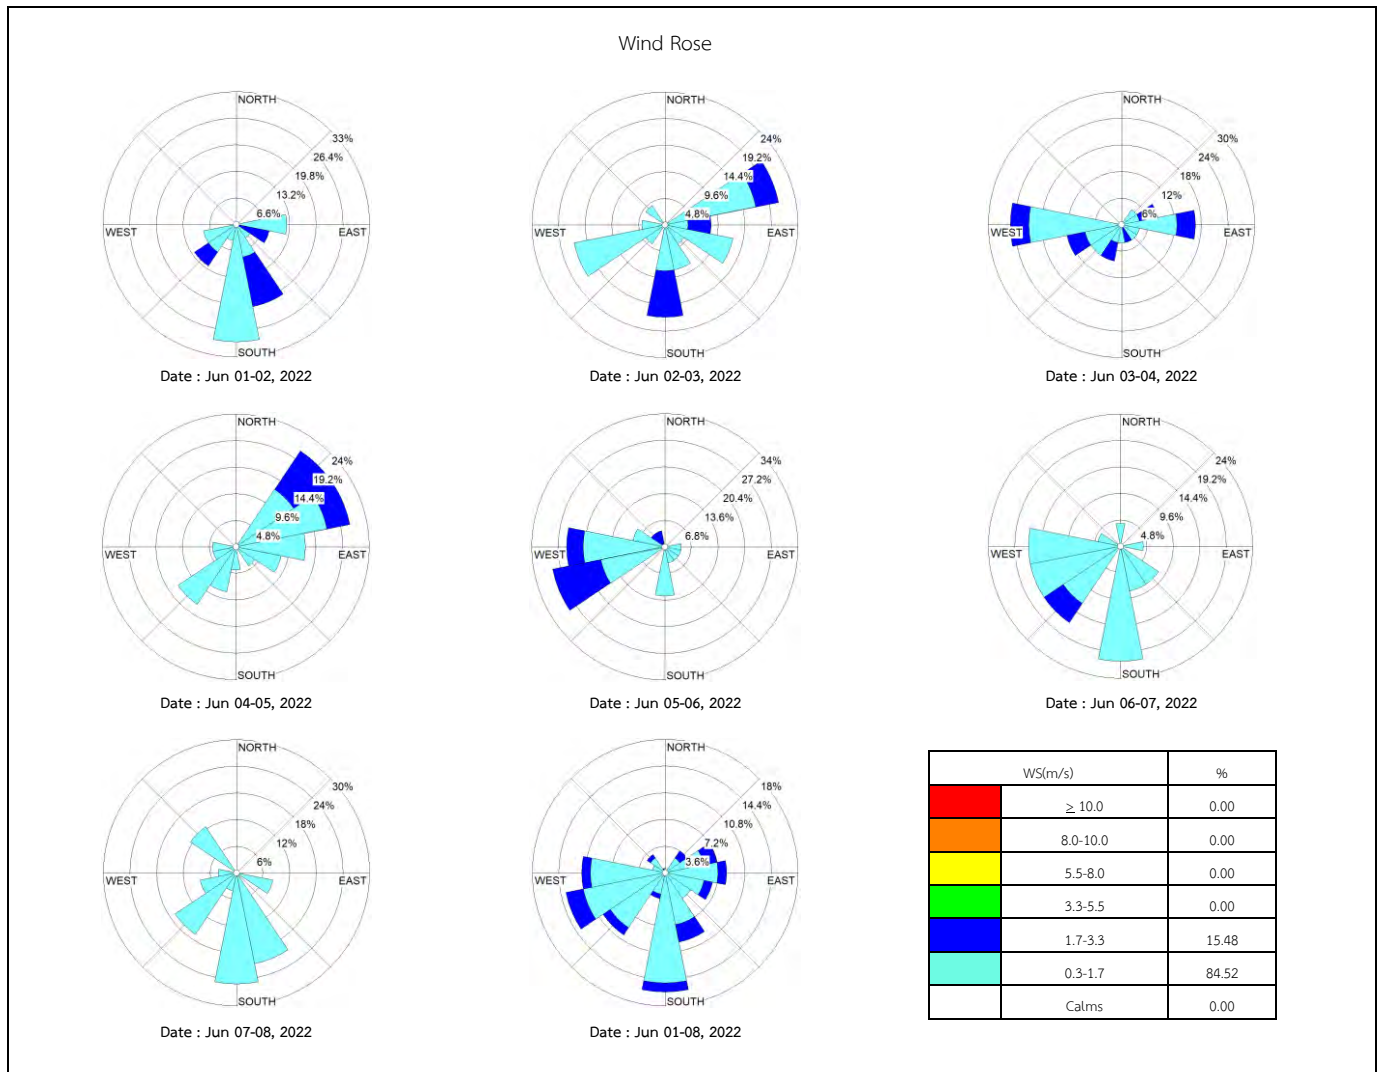 Wind Rose
NORTH
33%
26.4%
19.8%
13.2%
6.6%
WEST
EAST
SOUTH
Date : Jun 01-02, 2022
NORTH
24%
19.2%
14.4%
9.6%
4.8%
WEST
EAST
SOUTH
Date : Jun 02-03, 2022
NORTH
30%
24%
18%
12%
6%
WEST
EAST
SOUTH
Date : Jun 03-04, 2022
NORTH
24%
19.2%
14.4%
9.6%
4.8%
WEST
EAST
SOUTH
Date : Jun 04-05, 2022
NORTH
34%
27.2%
20.4%
13.6%
6.8%
WEST
EAST
SOUTH
Date : Jun 05-06, 2022
NORTH
24%
19.2%
14.4%
9.6%
4.8%
WEST
EAST
SOUTH
Date : Jun 06-07, 2022
NORTH
30%
24%
18%
12%
6%
WEST
EAST
SOUTH
Date : Jun 07-08, 2022
NORTH
18%
14.4%
10.8%
7.2%
3.6%
WEST
EAST
SOUTH
Date : Jun 01-08, 2022
WS(m/s) %
≥ 10.0 0.00
8.0-10.0 0.00
5.5-8.0 0.00
3.3-5.5 0.00
1.7-3.3 15.48
0.3-1.7 84.52
Calms 0.00